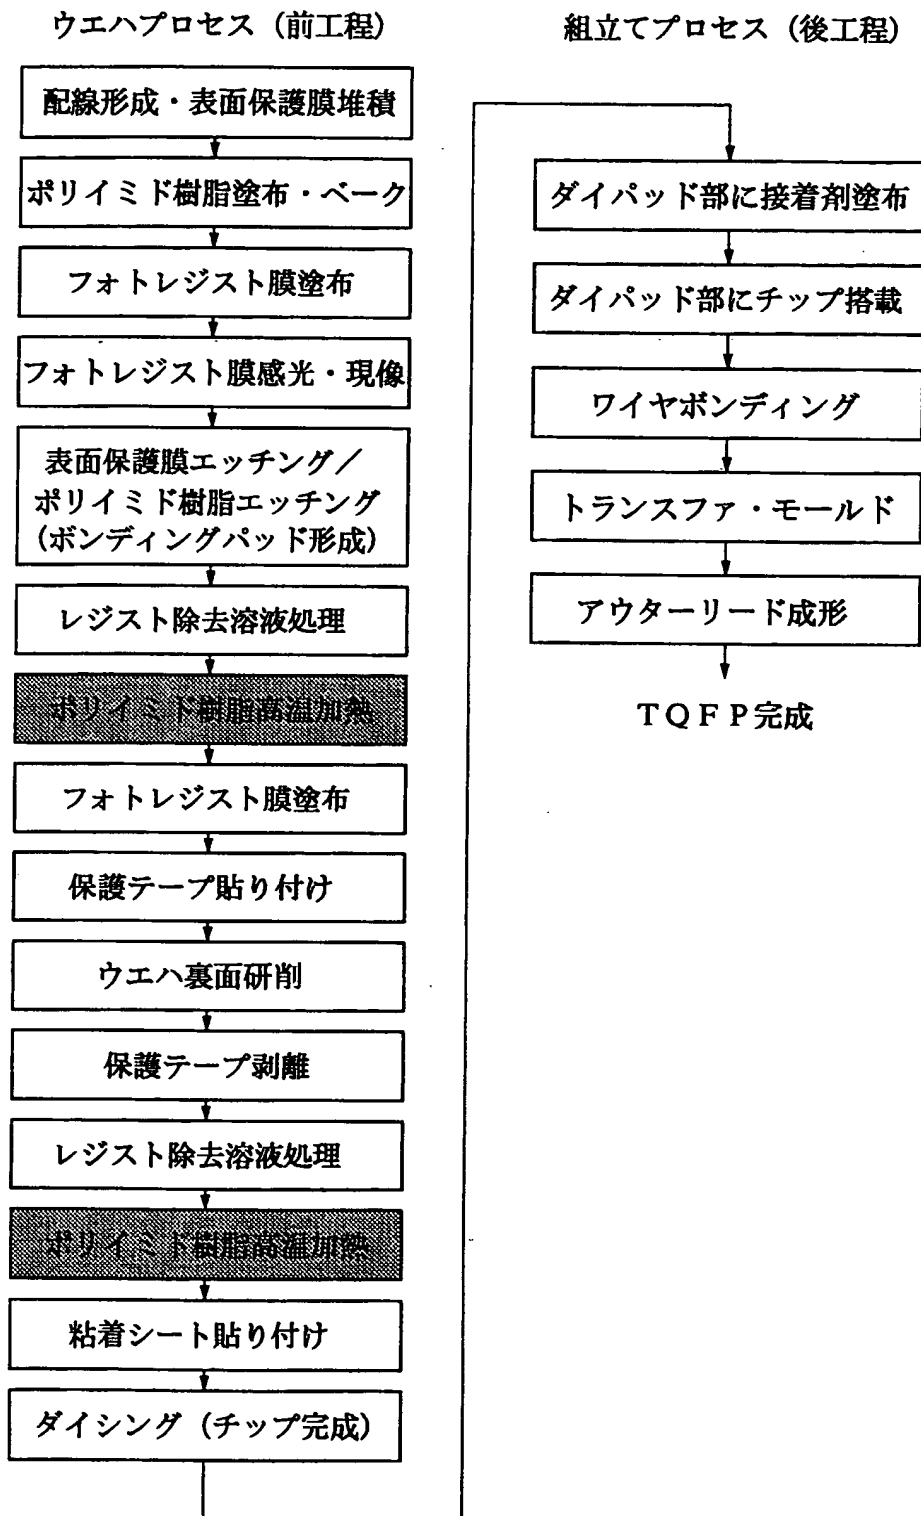 ウエハプロセス（前工程）
配線形成・表面保護膜堆積
ポリイミド樹脂塗布・ベーク
フォトレジスト膜塗布
フォトレジスト膜感光・現像
表面保護膜エッチング／
ポリイミド樹脂エッチング
（ボンディングパッド形成）
レジスト除去溶液処理
ポリイミド樹脂高温加熱
フォトレジスト膜塗布
保護テープ貼り付け
ウエハ裏面研削
保護テープ剥離
レジスト除去溶液処理
ポリイミド樹脂高温加熱
粘着シート貼り付け
ダイシング（チップ完成）
組立てプロセス（後工程）
ダイパッド部に接着剤塗布
ダイパッド部にチップ搭載
ワイヤボンディング
トランスファ・モールド
アウターリード成形
ＴＱＦＰ完成